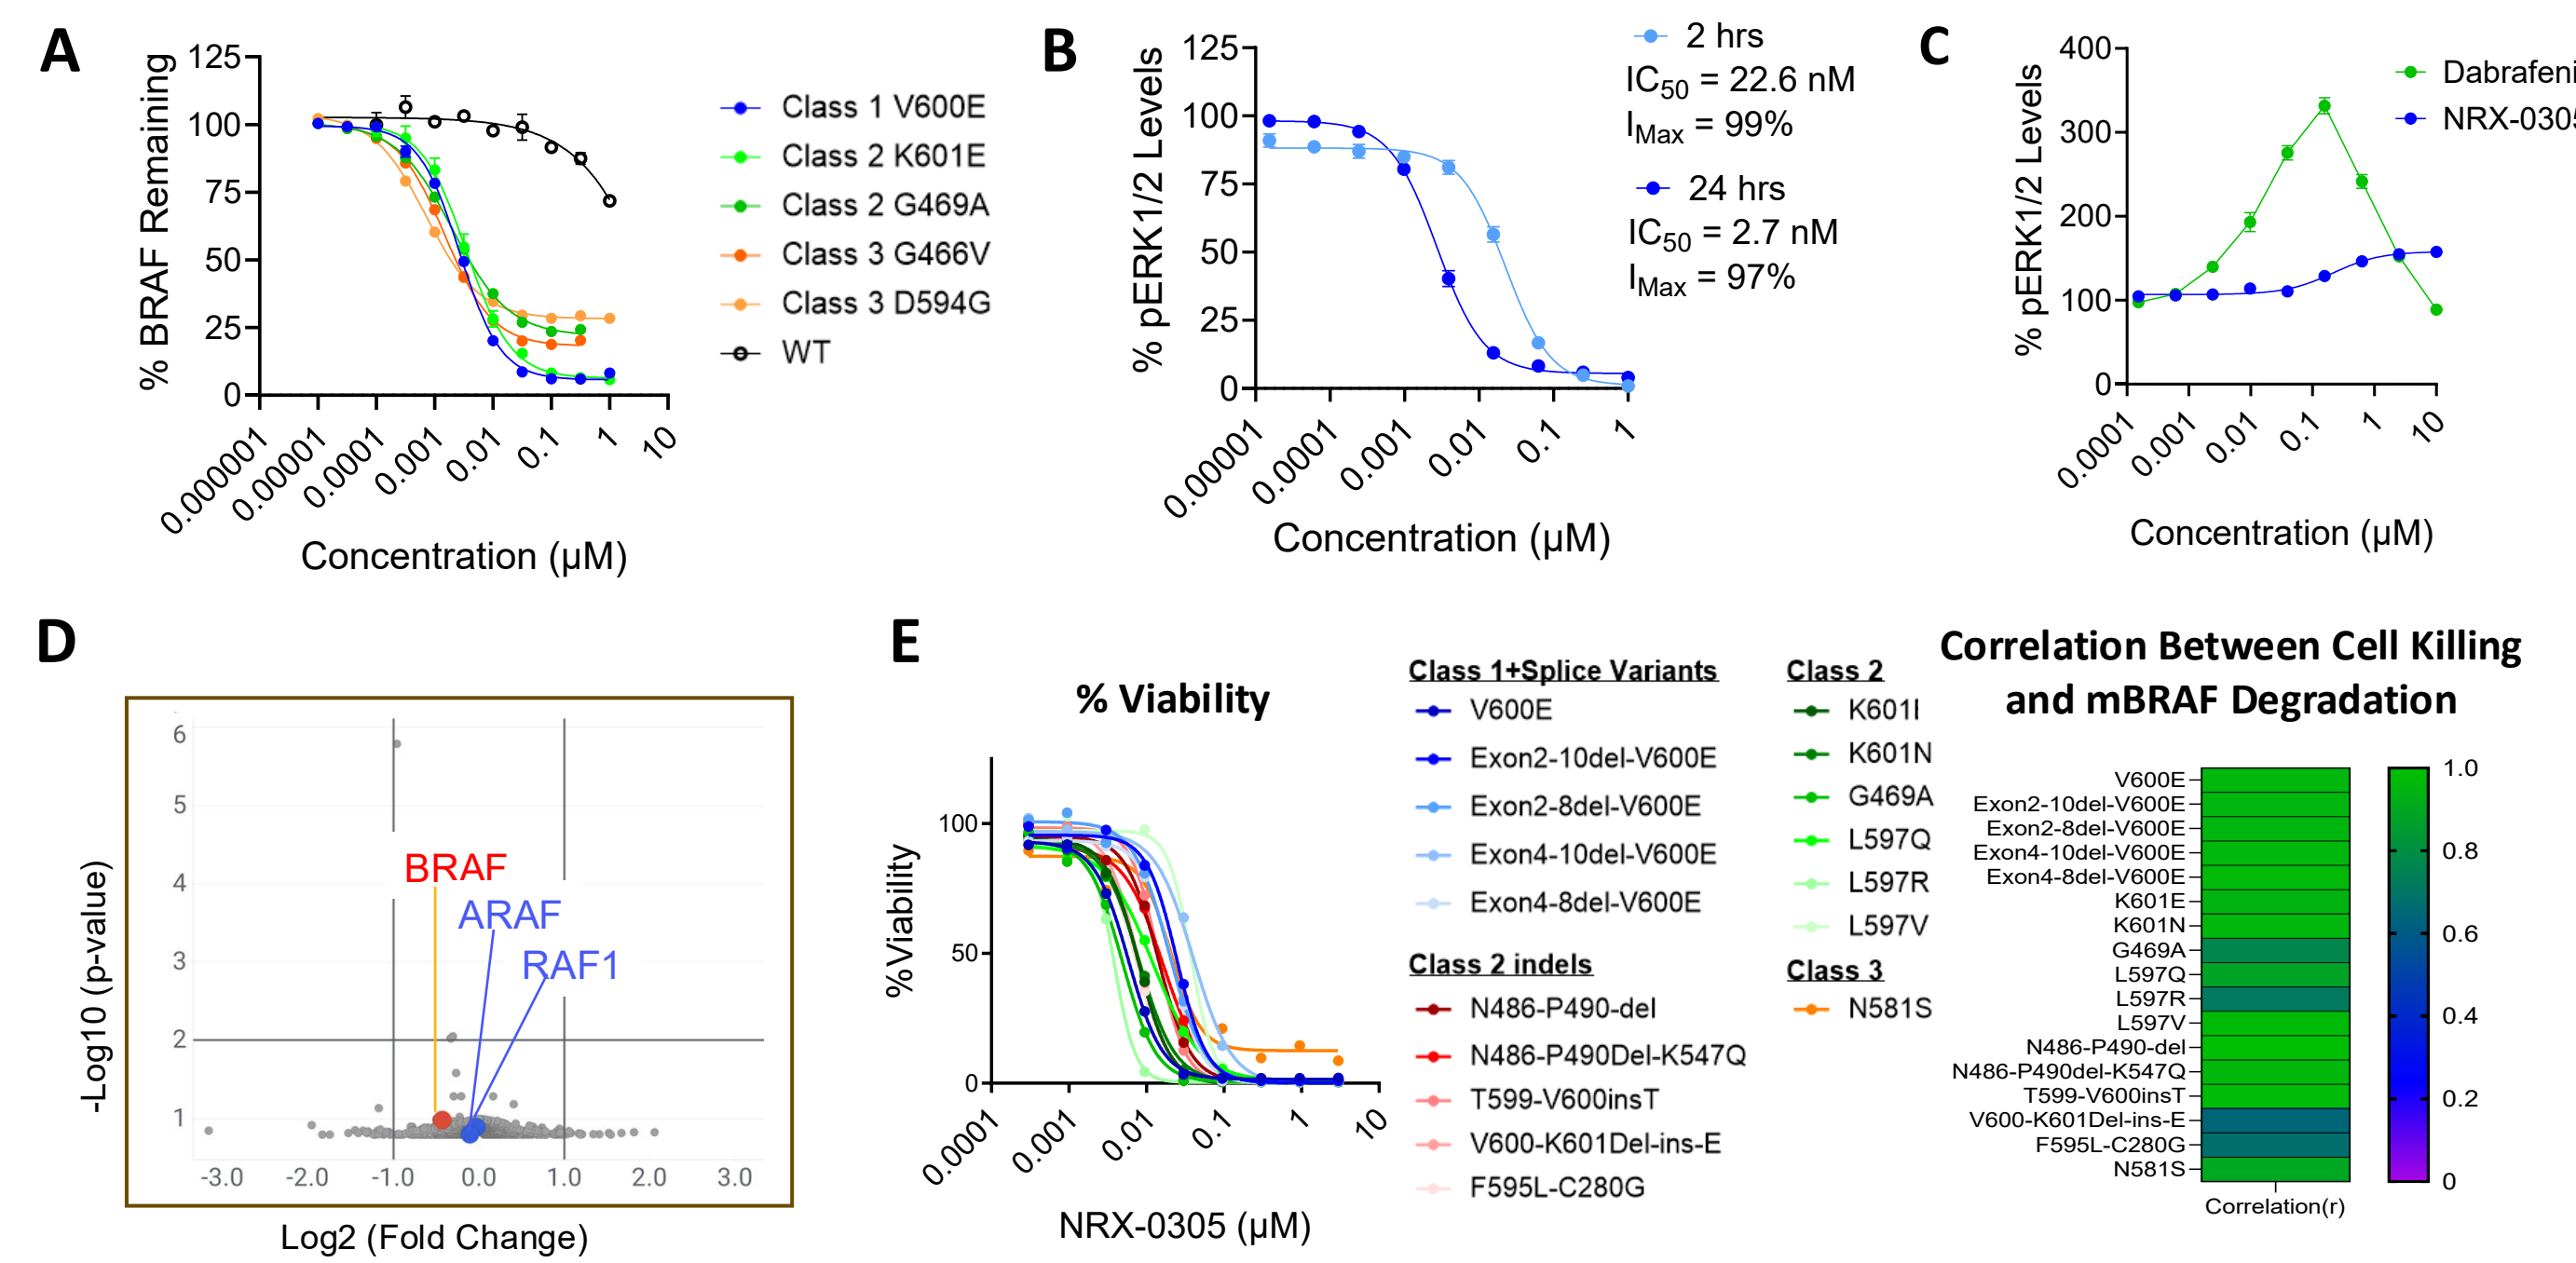 A
% BRAF Remaining
125
100
75
50
25
0
0.000001
0.00001
0.0001
0.001
0.01
0.1
1
10
Concentration (µM)
Class 1 V600E
Class 2 K601E
Class 2 G469A
Class 3 G466V
Class 3 D594G
WT
B
% pERK1/2 Levels
125
100
75
50
25
0
0.00001
0.0001
0.001
0.01
0.1
1
Concentration (µM)
2 hrs
IC50 = 22.6 nM
IMax = 99%
24 hrs
IC50 = 2.7 nM
IMax = 97%
C
% pERK1/2 Levels
400
300
200
100
0
0.0001
0.001
0.01
0.1
1
10
Concentration (µM)
Dabrafeni
NRX-0305
D
-Log10 (p-value)
6
5
4
3
2
1
BRAF
ARAF
RAF1
-3.0
-2.0
-1.0
0.0
1.0
2.0
3.0
Log2 (Fold Change)
E
% Viability
%Viability
100
50
0
0.0001
0.001
0.01
0.1
1
10
NRX-0305 (µM)
Class 1+Splice Variants
V600E
Exon2-10del-V600E
Exon2-8del-V600E
Exon4-10del-V600E
Exon4-8del-V600E
Class 2 indels
N486-P490-del
N486-P490Del-K547Q
T599-V600insT
V600-K601Del-ins-E
F595L-C280G
Class 2
K601I
K601N
G469A
L597Q
L597R
L597V
Class 3
N581S
Correlation Between Cell Killing
and mBRAF Degradation
V600E
Exon2-10del-V600E
Exon2-8del-V600E
Exon4-10del-V600E
Exon4-8del-V600E
K601E
K601N
G469A
L597Q
L597R
L597V
N486-P490-del
N486-P490del-K547Q
T599-V600insT
V600-K601Del-ins-E
F595L-C280G
N581S
Correlation(r)
1.0
0.8
0.6
0.4
0.2
0